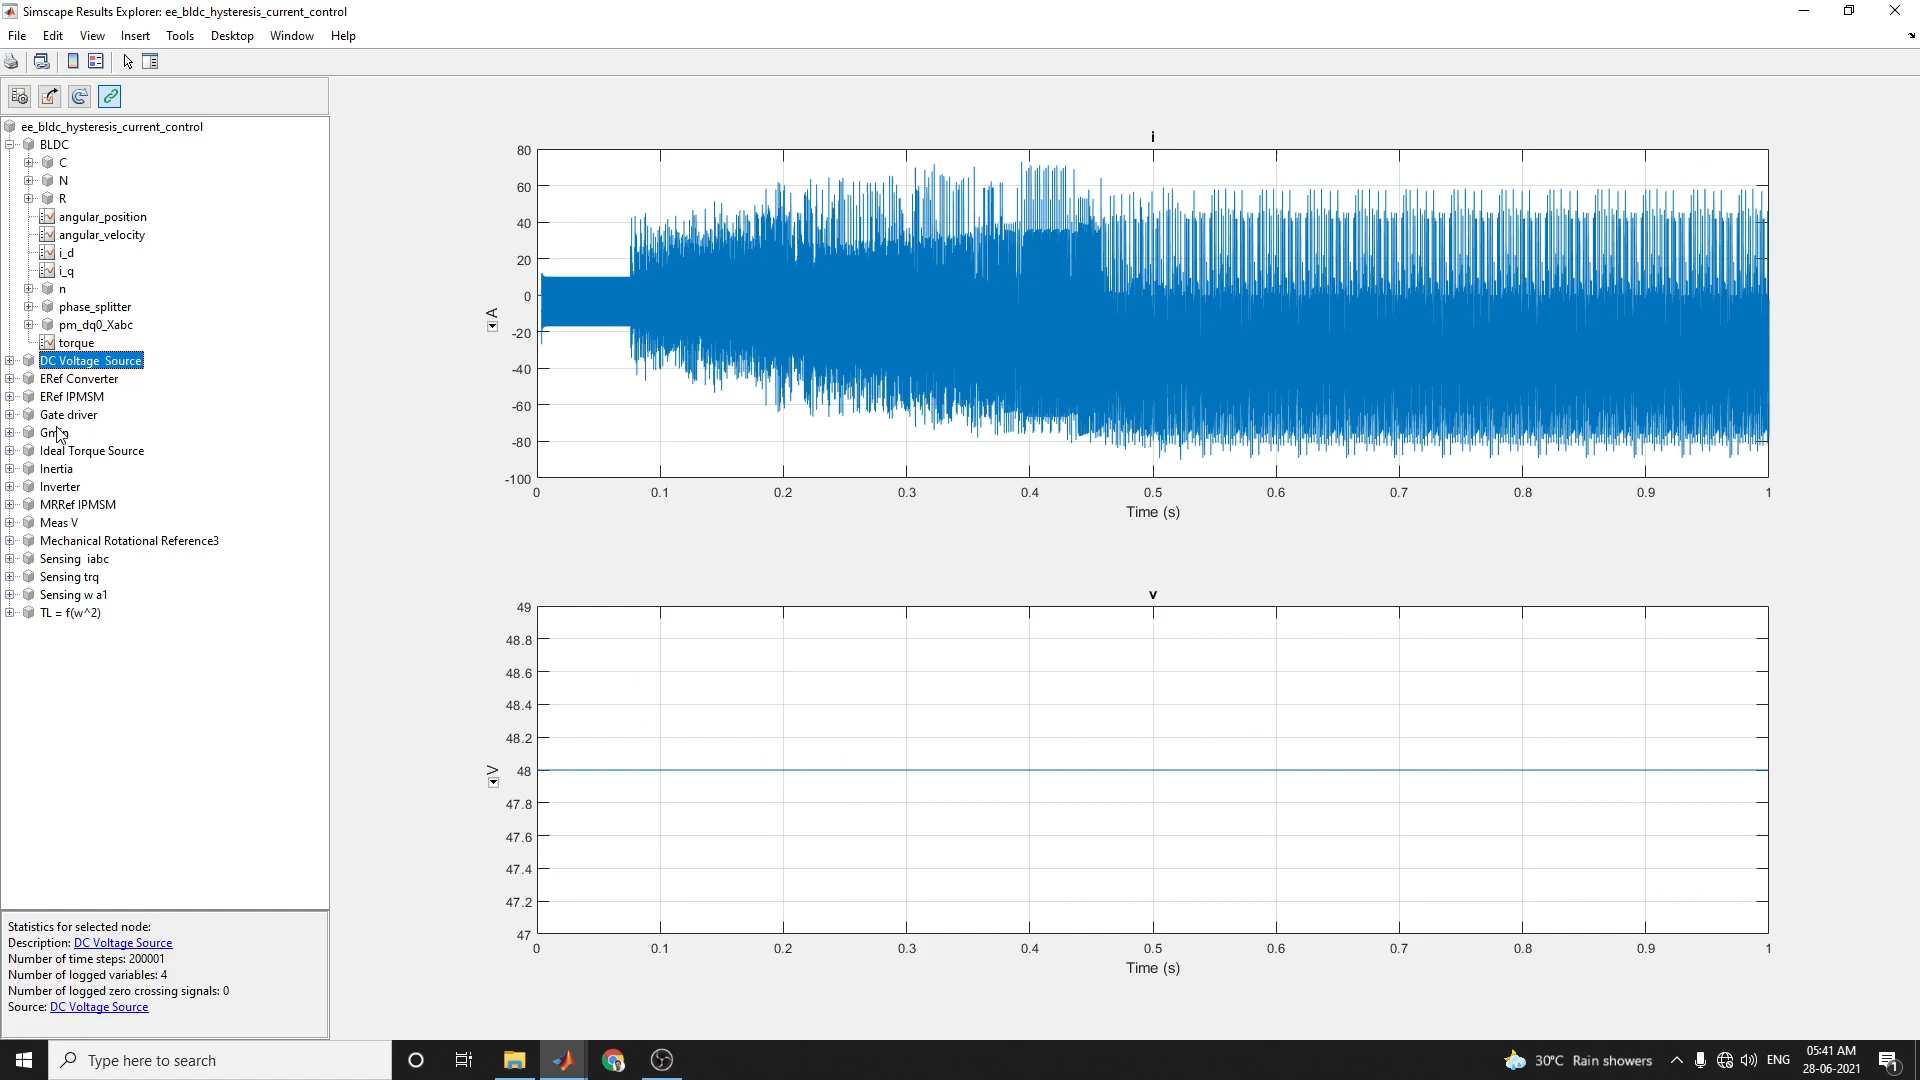 Simscape Results Explorer: ee_bldc_hysteresis_current_control
File Edit View Insert Tools Desktop Window Help
ee_bldc_hysteresis_current_control
BLDC
C
N
R
angular_position
angular_velocity
i_d
i_q
n
phase_splitter
pm_dq0_Xabc
torque
DC Voltage Source
ERef Converter
ERef IPMSM
Gate driver
Ideal Torque Source
Inertia
Inverter
MRRef IPMSM
Meas V
Mechanical Rotational Reference3
Sensing iabc
Sensing trq
Sensing w a1
TL = f(w^2)
Statistics for selected node:
Description: DC Voltage Source
Number of time steps: 200001
Number of logged variables: 4
Number of logged zero crossing signals: 0
Source: DC Voltage Source
i
80
60
40
20
0
-20
-40
-60
-80
-100
A
0 0.1 0.2 0.3 0.4 0.5 0.6 0.7 0.8 0.9 1
Time (s)
v
49
48.8
48.6
48.4
48.2
48
47.8
47.6
47.4
47.2
47
V
0 0.1 0.2 0.3 0.4 0.5 0.6 0.7 0.8 0.9 1
Time (s)
Type here to search
30°C Rain showers
ENG
05:41 AM
28-06-2021
1